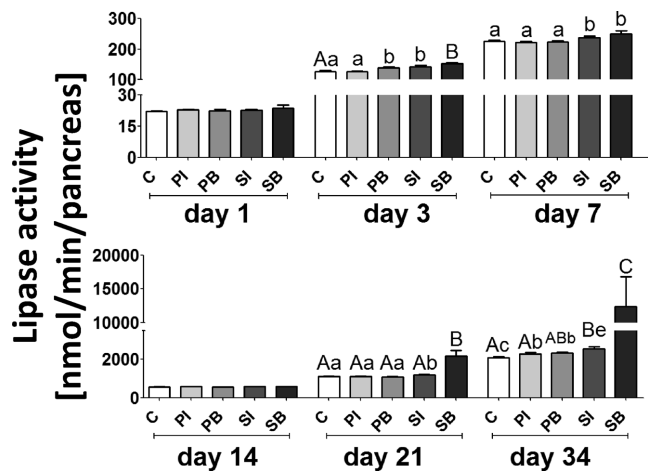 Lipase activity
[nmol/min/pancreas]
300
200
100
30
15
0
Aa a b b B
a a a b b
C PI PB SI SB C PI PB SI SB C PI PB SI SB
day 1 day 3 day 7
20000
15000
10000
2000
0
C
B
Aa Aa Aa Ab
Ac Ab ABb Be
C PI PB SI SB C PI PB SI SB C PI PB SI SB
day 14 day 21 day 34